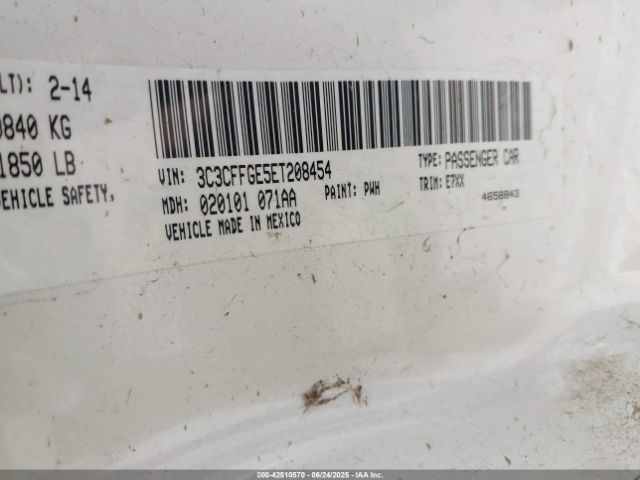 LT): 2-14
0840 KG
1850 LB
VEHICLE SAFETY,
VIN: 3C3CFFGE5ET208454
TYPE: PASSENGER CAR
MDH: 020101 071AA
PAINT: PWH
TRIM: E7XX
4658843
VEHICLE MADE IN MEXICO
000-42510570 - 06/24/2025 - IAA Inc.